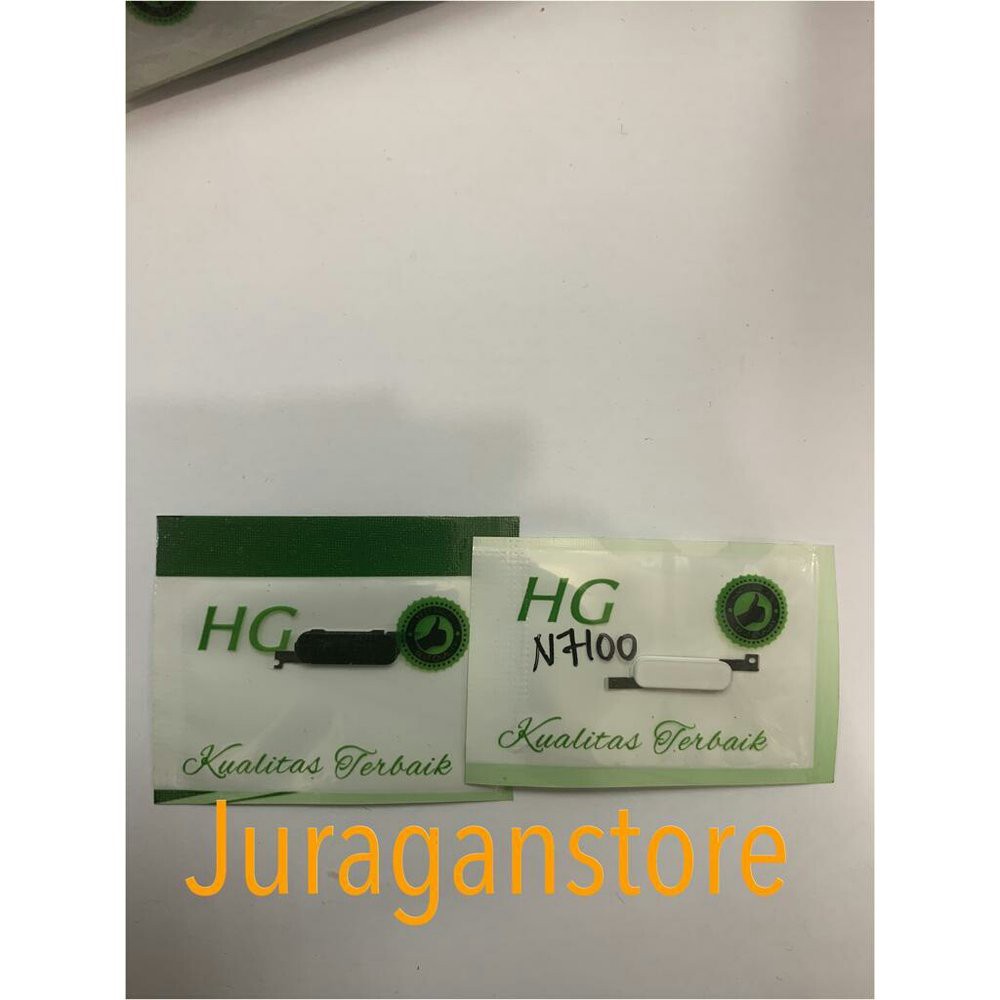 HG
Kualitas Terbaik
HG
N7100
Kualitas Terbaik
Juraganstore